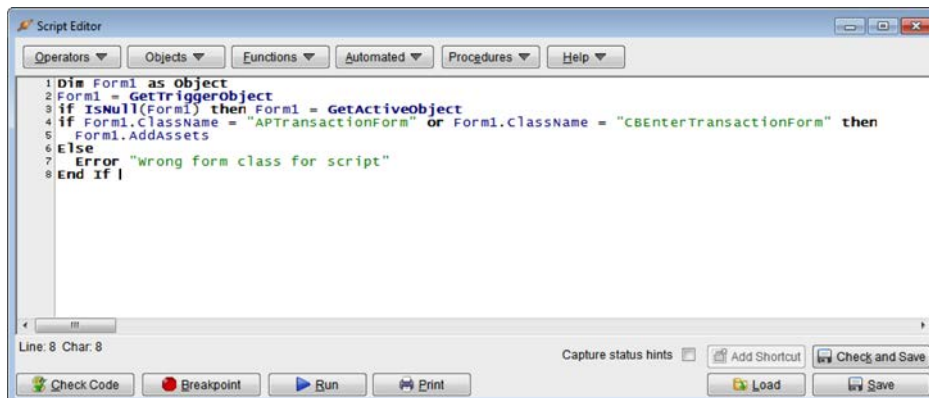 Script Editor
Operators Objects Functions Automated Procedures Help
1 Dim Form1 as Object
2 Form1 = GetTriggerObject
3 if IsNull(Form1) then Form1 = GetActiveObject
4 if Form1.ClassName = "APTransactionForm" or Form1.ClassName = "CBEnterTransactionForm" then
5 Form1.AddAssets
6 Else
7 Error "Wrong form class for script"
8 End If
Line: 8 Char: 8
Capture status hints Add Shortcut Check and Save
Check Code Breakpoint Run Print Load Save